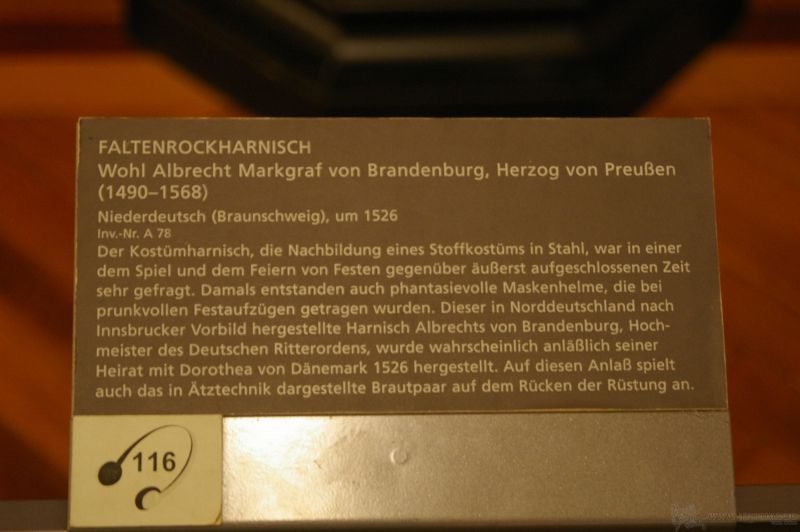 FALTENROCKHARNISCH
Wohl Albrecht Markgraf von Brandenburg, Herzog von Preußen
(1490–1568)
Niederdeutsch (Braunschweig), um 1526
Inv.-Nr. A 78
Der Kostümharnisch, die Nachbildung eines Stoffkostüms in Stahl, war in einer
dem Spiel und dem Feiern von Festen gegenüber äußerst aufgeschlossenen Zeit
sehr gefragt. Damals entstanden auch phantasievolle Maskenhelme, die bei
prunkvollen Festaufzügen getragen wurden. Dieser in Norddeutschland nach
Innsbrucker Vorbild hergestellte Harnisch Albrechts von Brandenburg, Hoch-
meister des Deutschen Ritterordens, wurde wahrscheinlich anläßlich seiner
Heirat mit Dorothea von Dänemark 1526 hergestellt. Auf diesen Anlaß spielt
auch das in Ätztechnik dargestellte Brautpaar auf dem Rücken der Rüstung an.
116